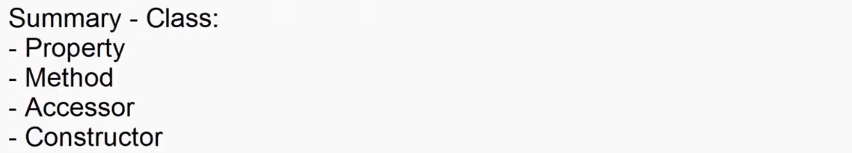 Summary - Class:
- Property
- Method
- Accessor
- Constructor